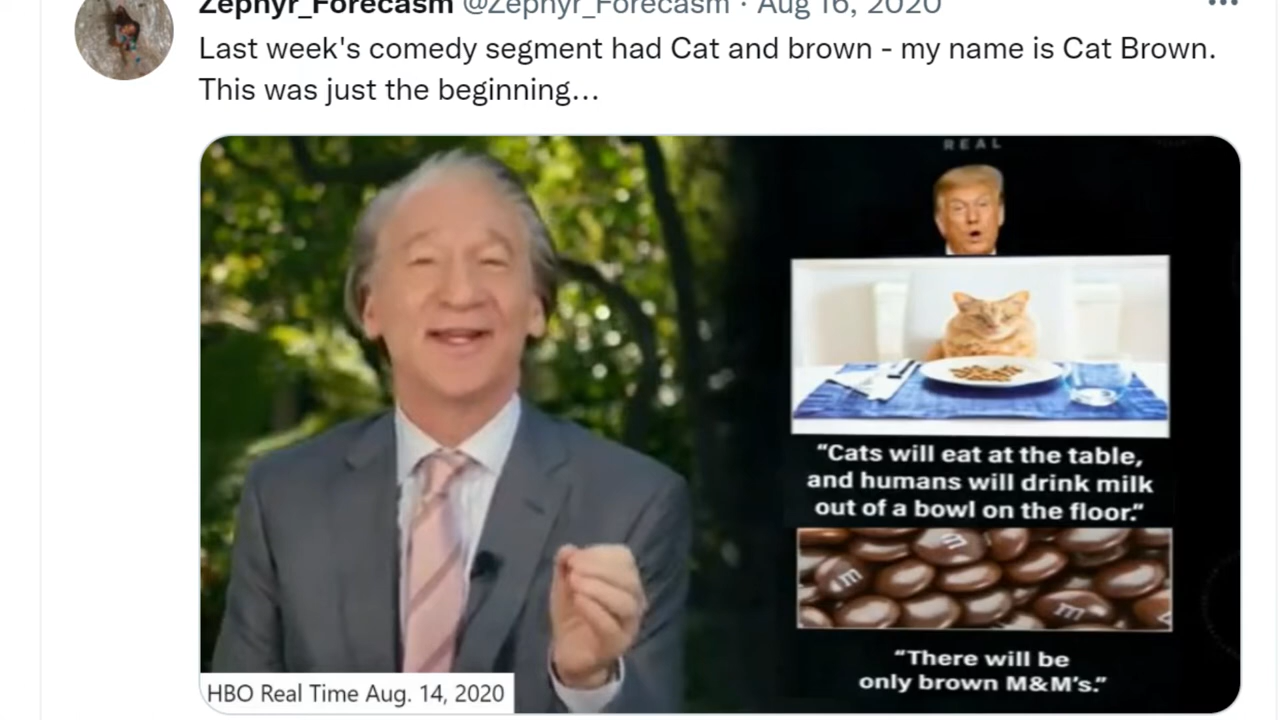 Zephyr_Forecasm @Zephyr_Forecasm · Aug 16, 2020
Last week's comedy segment had Cat and brown - my name is Cat Brown.
This was just the beginning...
REAL
“Cats will eat at the table,
and humans will drink milk
out of a bowl on the floor.”
m
m
m
“There will be
only brown M&M's.”
HBO Real Time Aug. 14, 2020